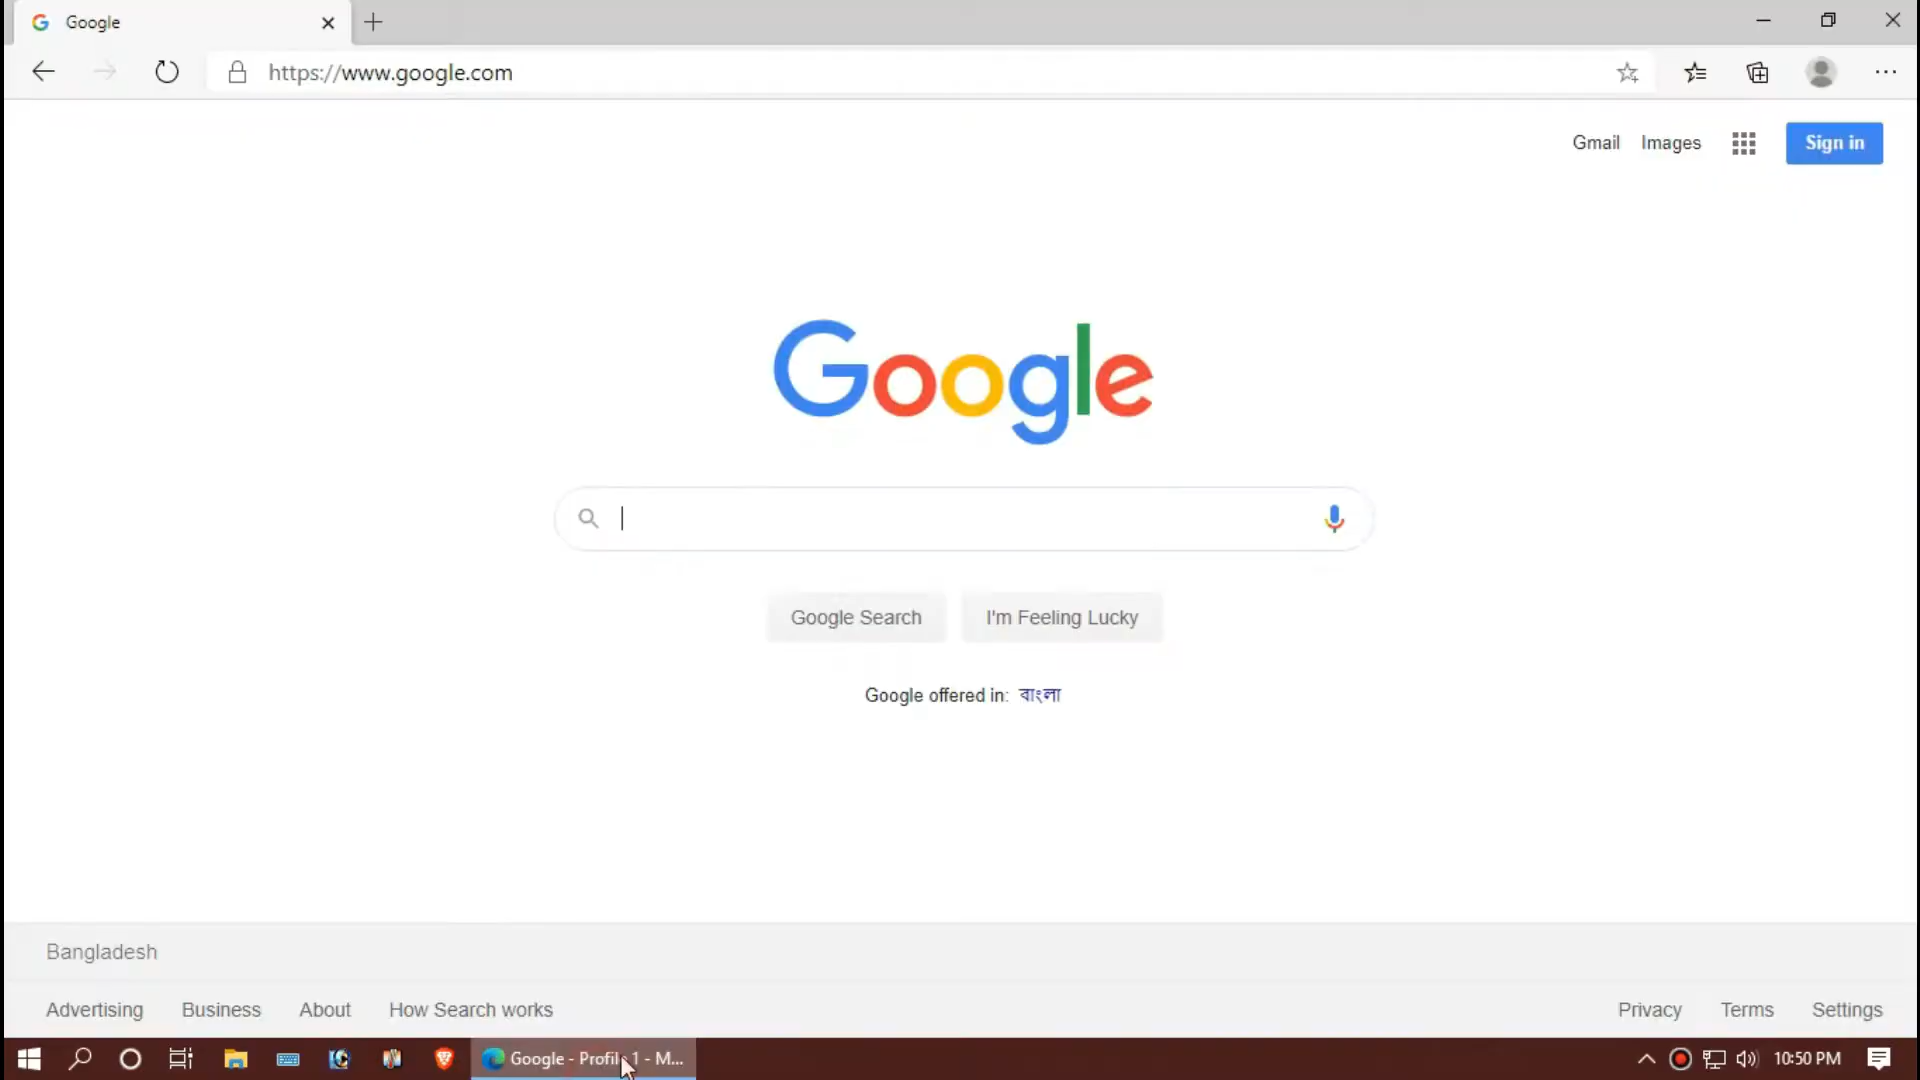 Google
https://www.google.com
Gmail Images Sign in
Google
Google Search I'm Feeling Lucky
Google offered in: বাংলা
Bangladesh
Advertising Business About How Search works Privacy Terms Settings
Google - Profile 1 - M... 10:50 PM